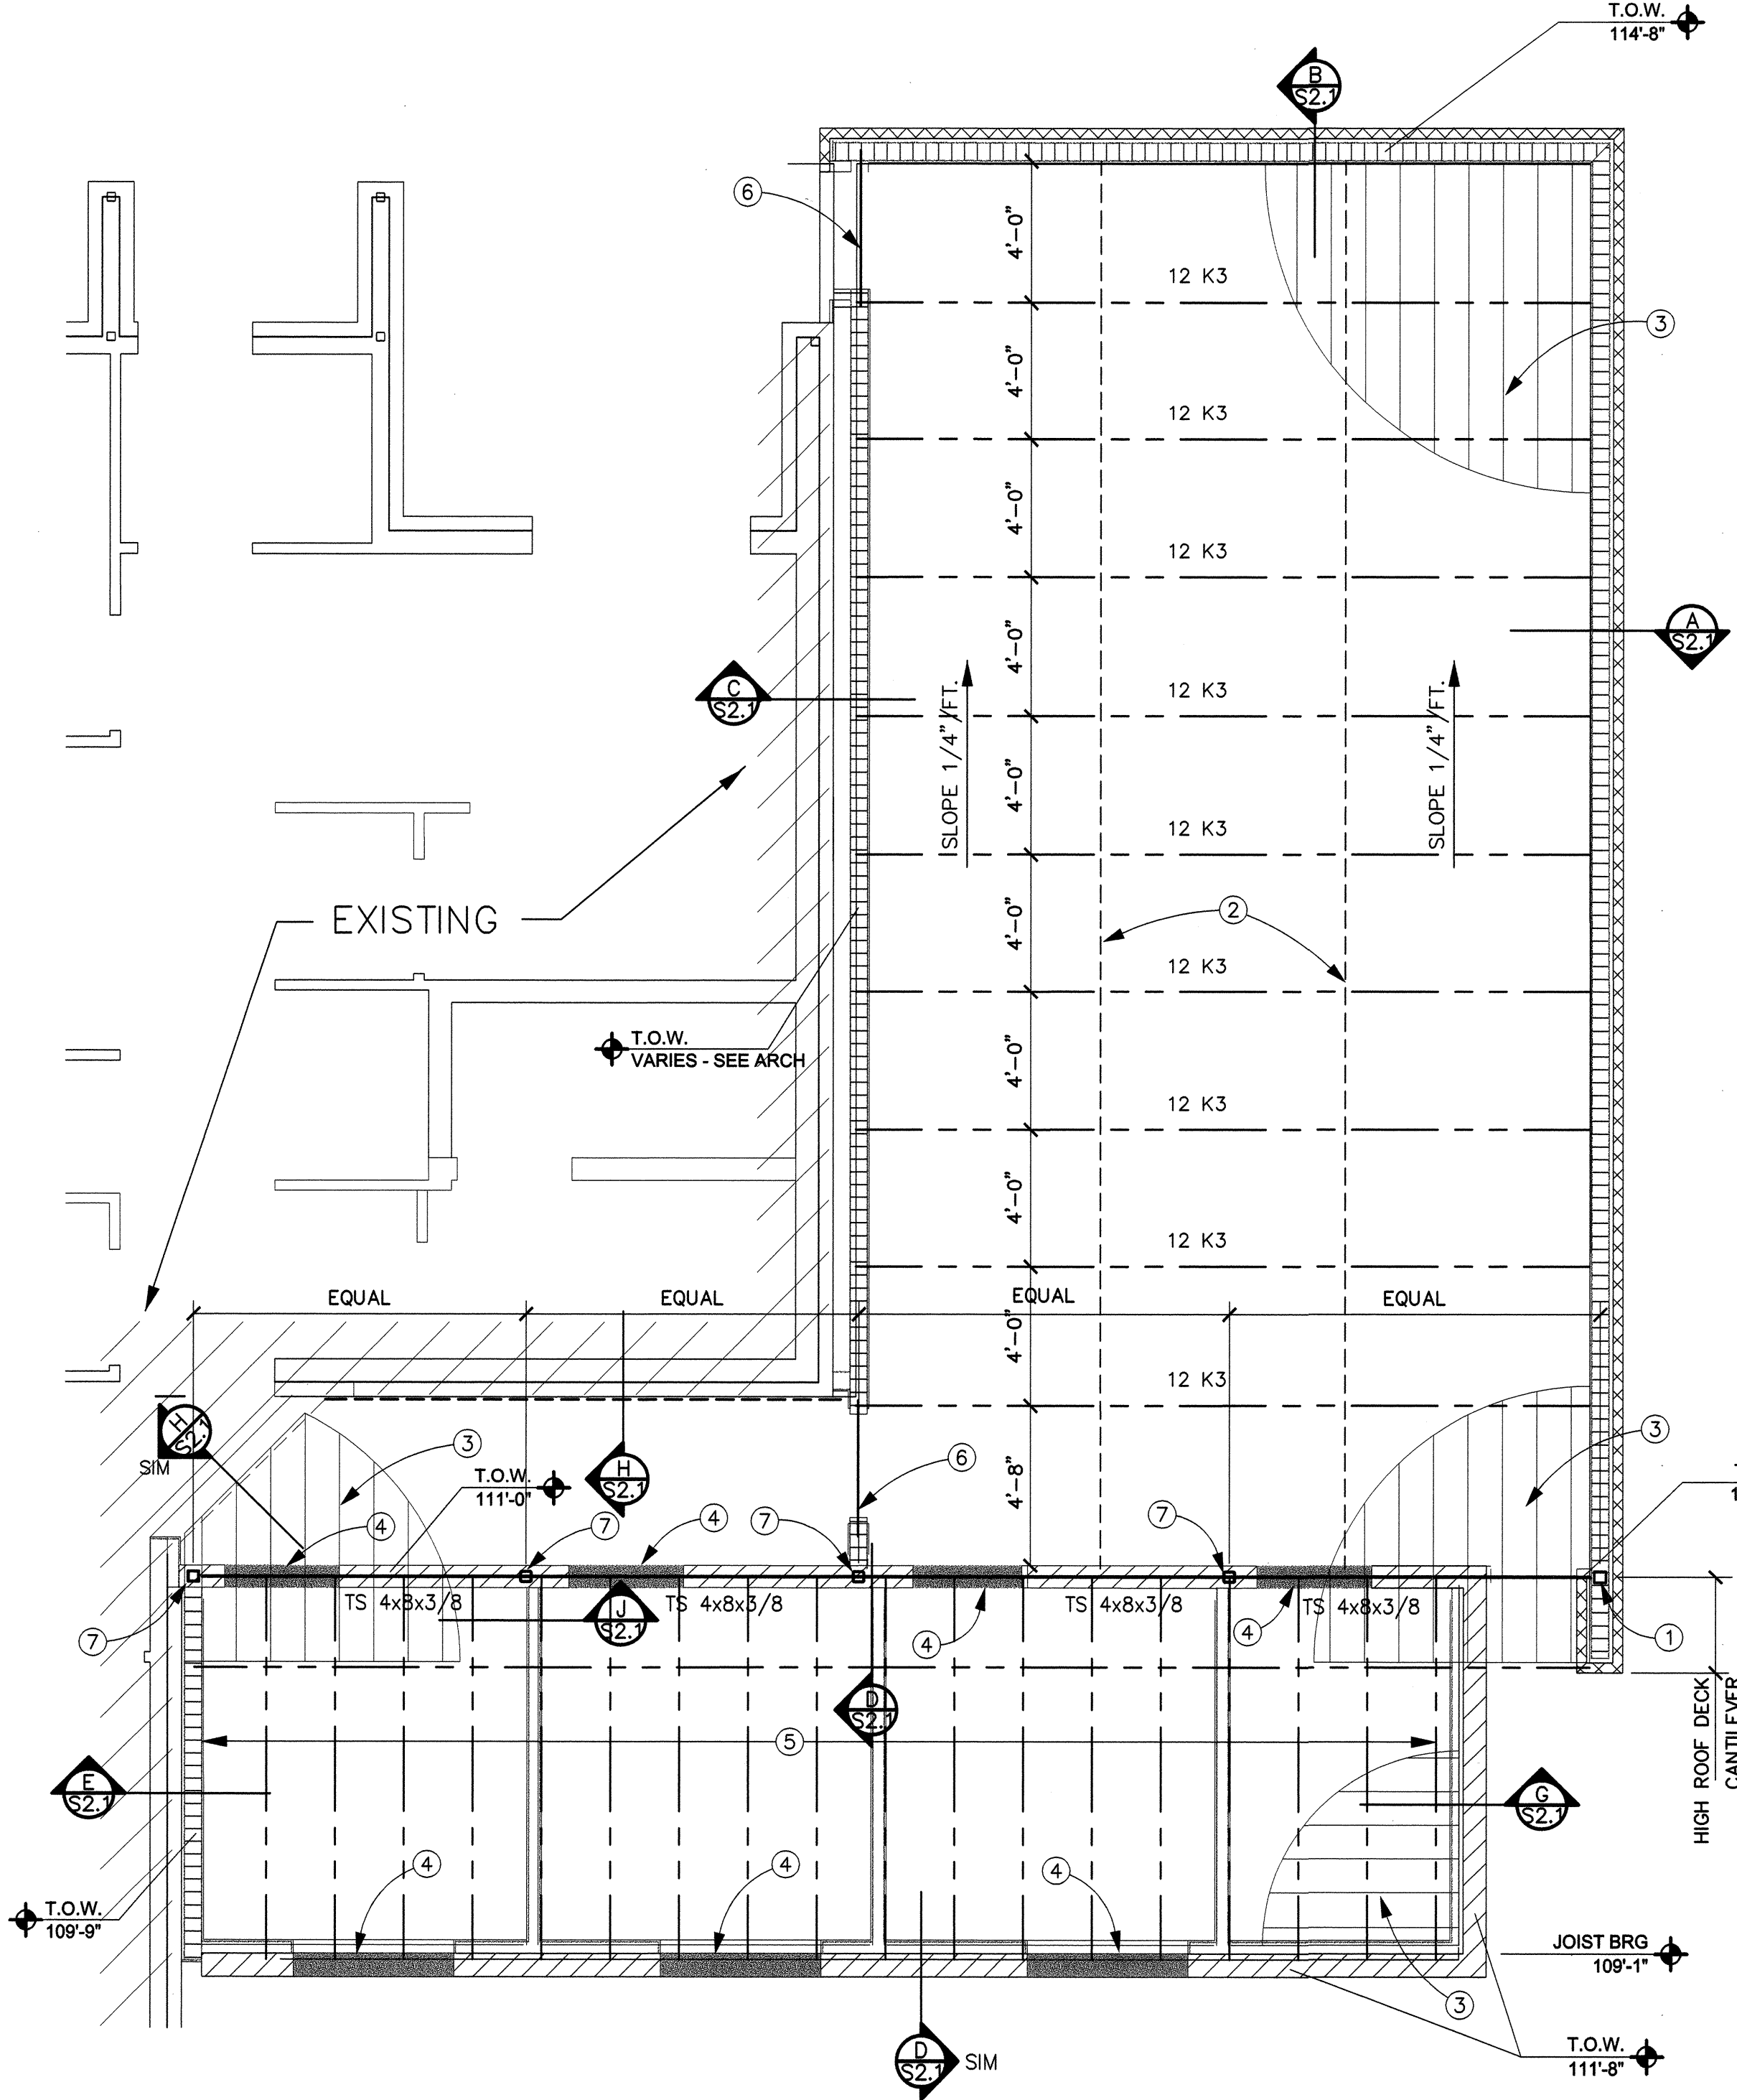 T.O.W.
114'-8"
B
S2.1
6
4'-0"
12 K3
3
4'-0"
12 K3
4'-0"
12 K3
A
S2.1
4'-0"
C
S2.1
12 K3
SLOPE 1/4"/FT.
SLOPE 1/4"/FT.
4'-0"
12 K3
EXISTING
2
4'-0"
12 K3
T.O.W.
VARIES - SEE ARCH
4'-0"
12 K3
4'-0"
12 K3
EQUAL
EQUAL
EQUAL
EQUAL
4'-0"
12 K3
H
S2.1
SIM
3
T.O.W.
111'-0"
H
S2.1
6
4'-8"
3
4
7
4
7
7
TS 4x8x3/8
J
S2.1
TS 4x8x3/8
TS 4x8x3/8
TS 4x8x3/8
7
4
4
1
D
S2.1
HIGH ROOF DECK
CANTILEVER
5
E
S2.1
G
S2.1
4
4
4
T.O.W.
109'-9"
JOIST BRG
109'-1"
3
D
S2.1
SIM
T.O.W.
111'-8"